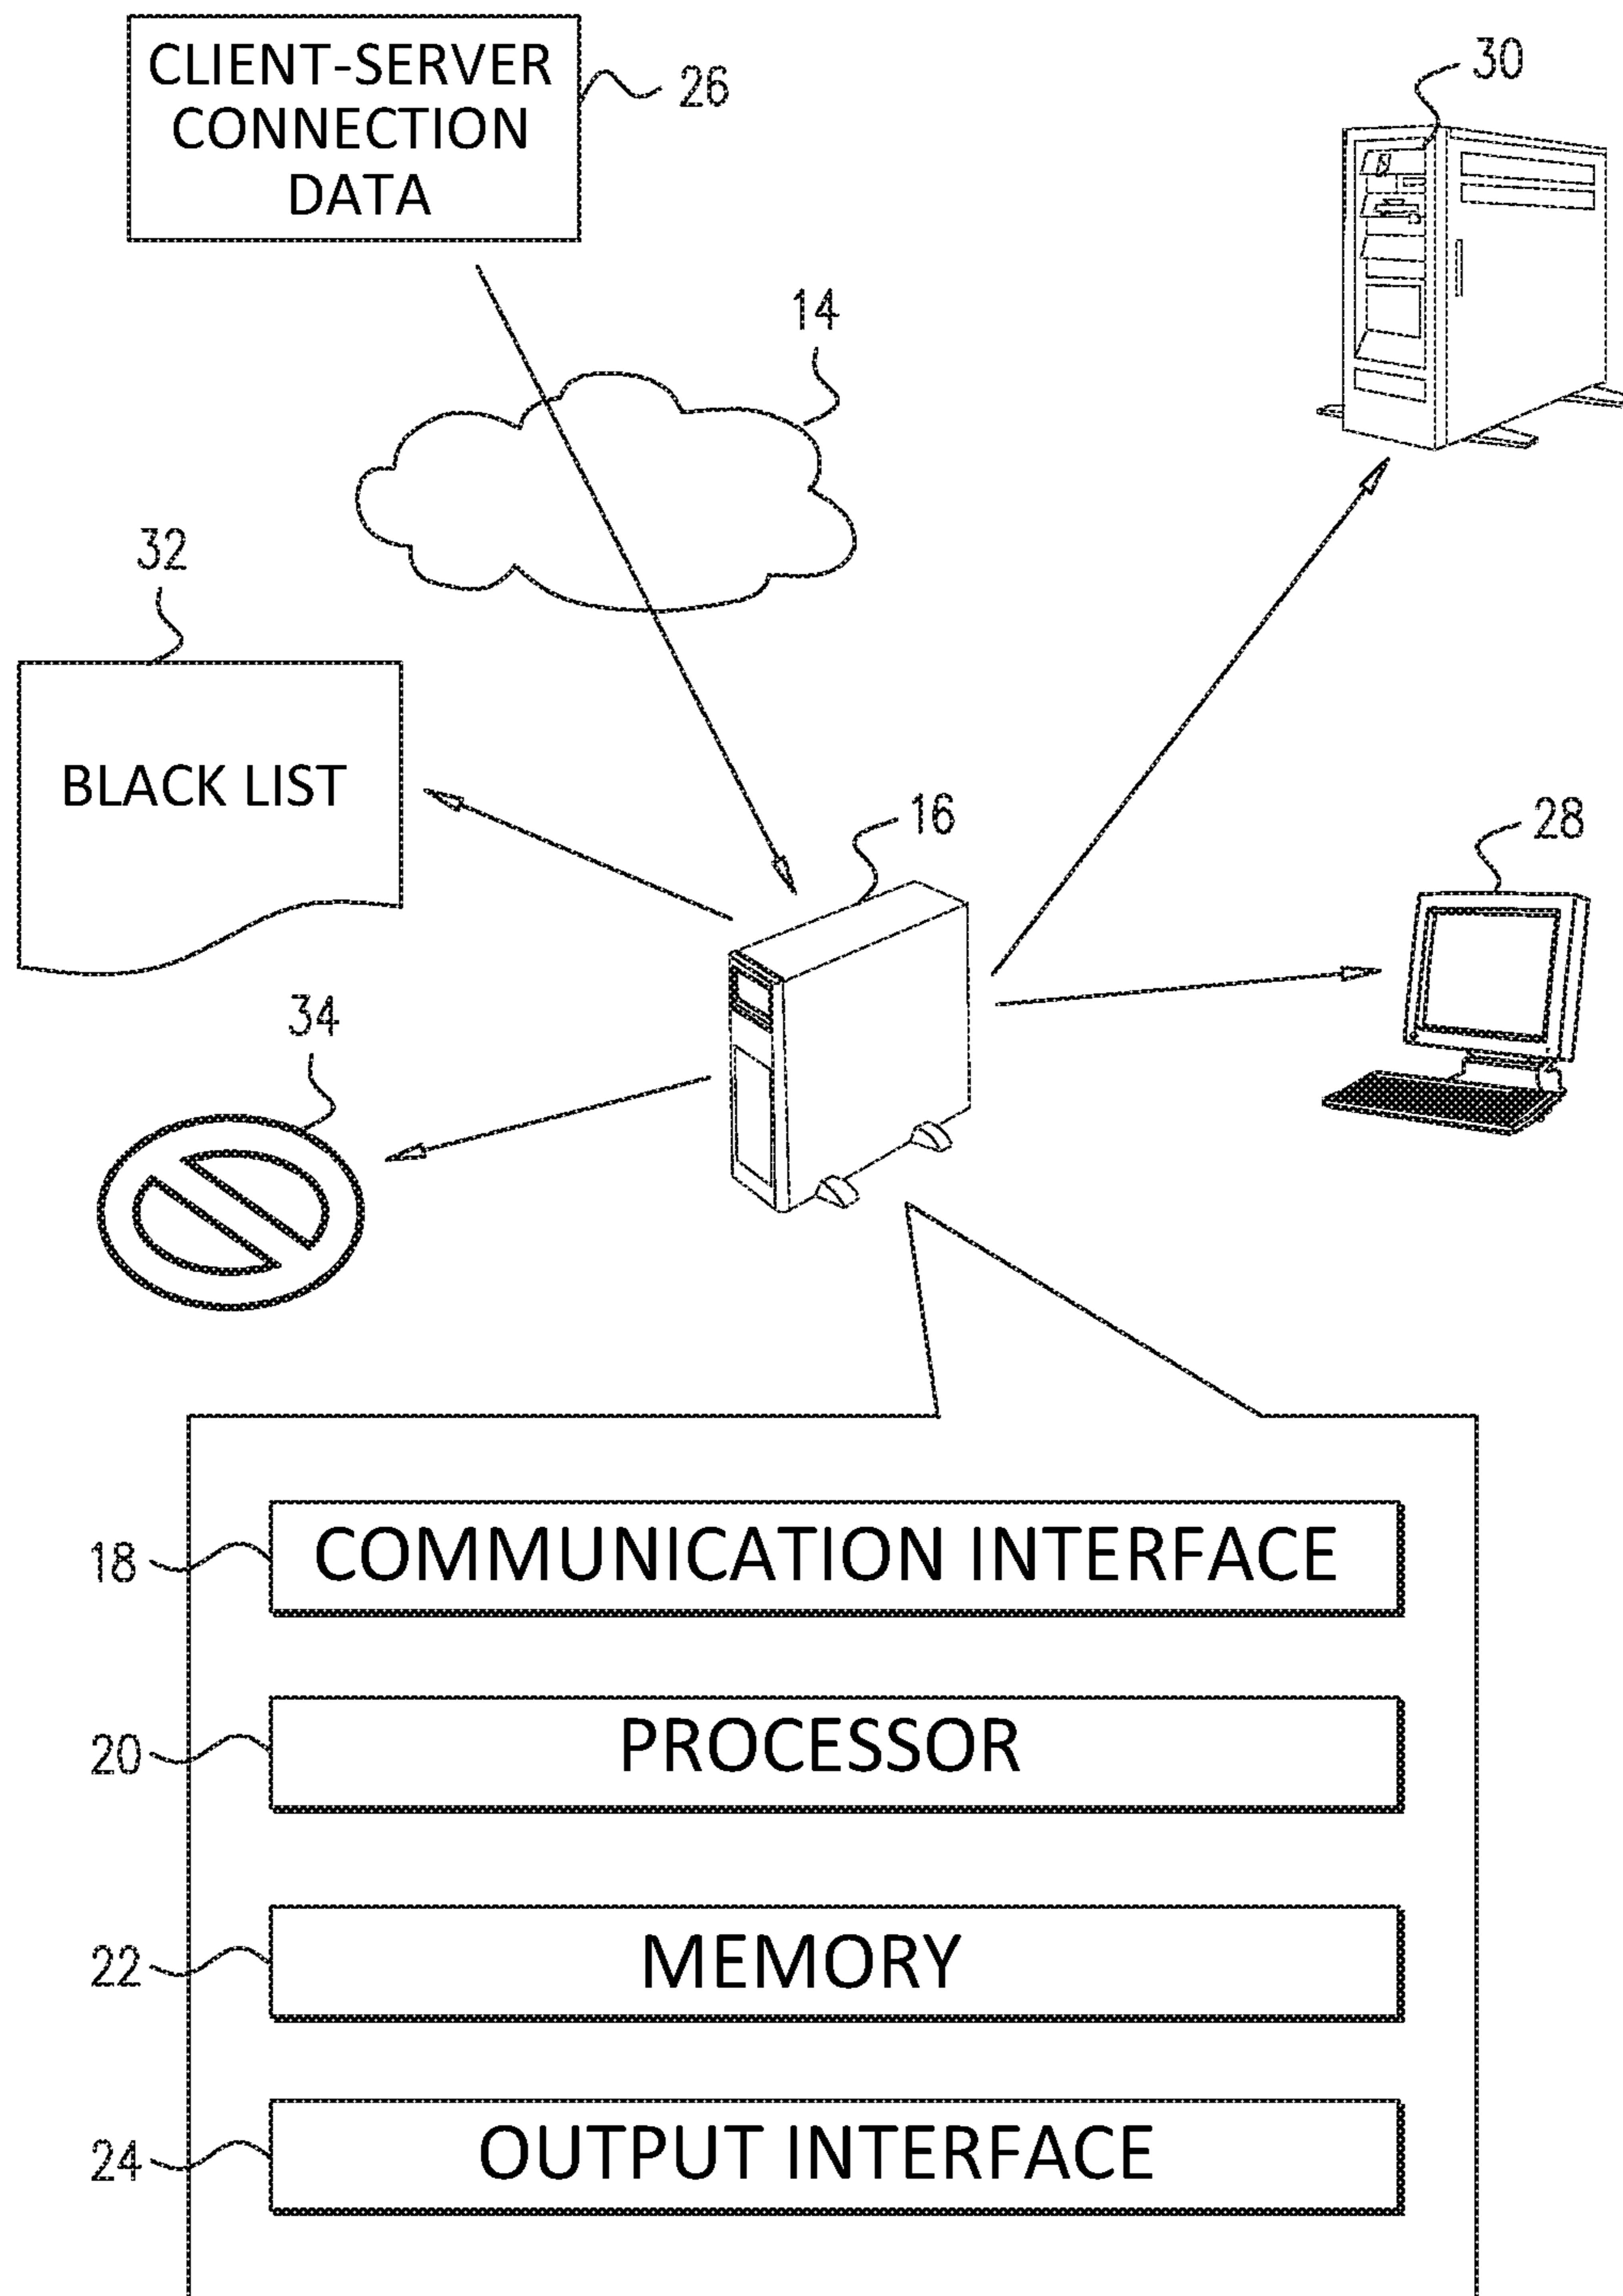 CLIENT-SERVER
CONNECTION
DATA
26
30
14
32
BLACK LIST
16
28
34
18
COMMUNICATION INTERFACE
20
PROCESSOR
22
MEMORY
24
OUTPUT INTERFACE